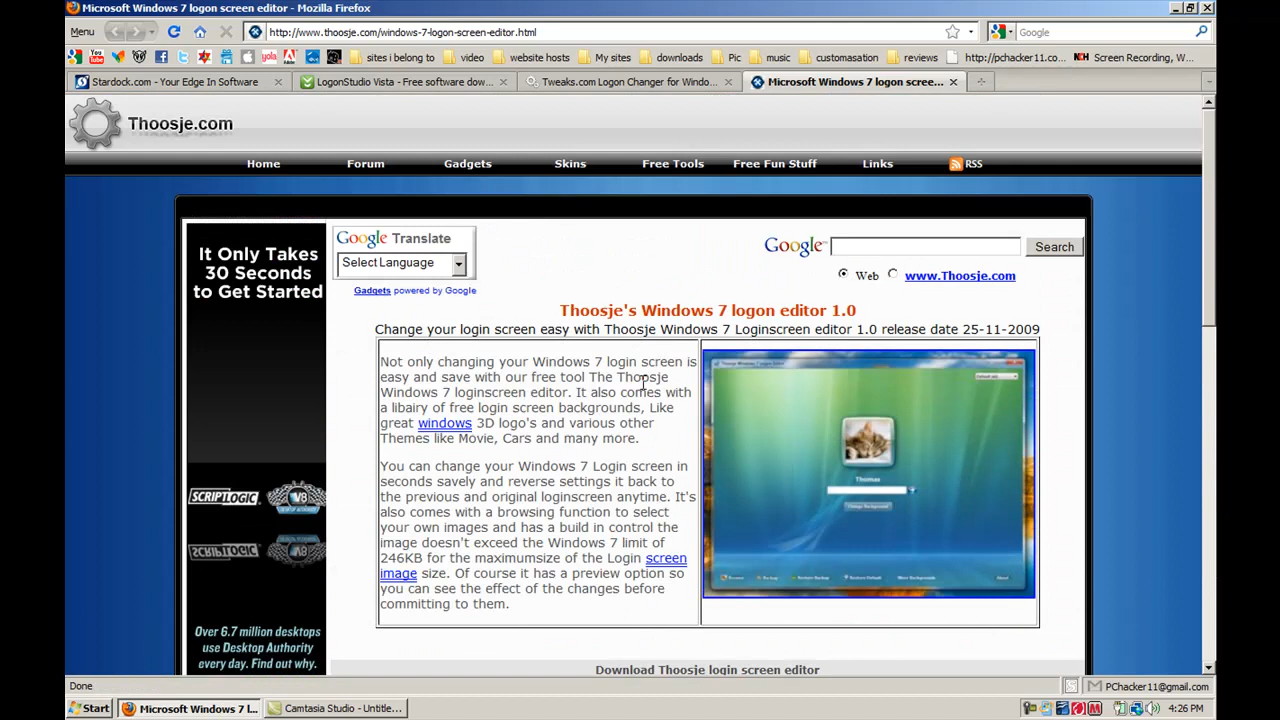 Microsoft Windows 7 logon screen editor - Mozilla Firefox
Menu
http://www.thoosje.com/windows-7-logon-screen-editor.html
Google
You Tube
yola
sites i belong to
video
website hosts
My sites
downloads
Pic
music
customasation
reviews
http://pchacker11.co...
NCH
Screen Recording, W...
Stardock.com - Your Edge In Software
LogonStudio Vista - Free software dow...
Tweaks.com Logon Changer for Windo...
Microsoft Windows 7 logon scree...
Thoosje.com
Home
Forum
Gadgets
Skins
Free Tools
Free Fun Stuff
Links
RSS
It Only Takes
30 Seconds
to Get Started
SCRIPTLOGIC
Over 6.7 million desktops
use Desktop Authority
every day. Find out why.
Google Translate
Select Language
Gadgets powered by Google
Google
Search
Web
www.Thoosje.com
Thoosje's Windows 7 logon editor 1.0
Change your login screen easy with Thoosje Windows 7 Loginscreen editor 1.0 release date 25-11-2009
Not only changing your Windows 7 login screen is
easy and save with our free tool The Thoosje
Windows 7 loginscreen editor. It also comes with
a libairy of free login screen backgrounds, Like
great windows 3D logo's and various other
Themes like Movie, Cars and many more.
You can change your Windows 7 Login screen in
seconds savely and reverse settings it back to
the previous and original loginscreen anytime. It's
also comes with a browsing function to select
your own images and has a build in control the
image doesn't exceed the Windows 7 limit of
246KB for the maximumsize of the Login screen
image size. Of course it has a preview option so
you can see the effect of the changes before
committing to them.
Thomas
Change Background
Download Thoosje login screen editor
Done
PChacker11@gmail.com
Start
Microsoft Windows 7 l...
Camtasia Studio - Untitle...
4:26 PM